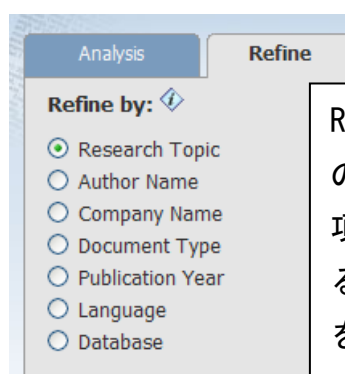 Analysis
Refine
Refine by:
Research Topic
Author Name
Company Name
Document Type
Publication Year
Language
Database
R
の
項
る
を